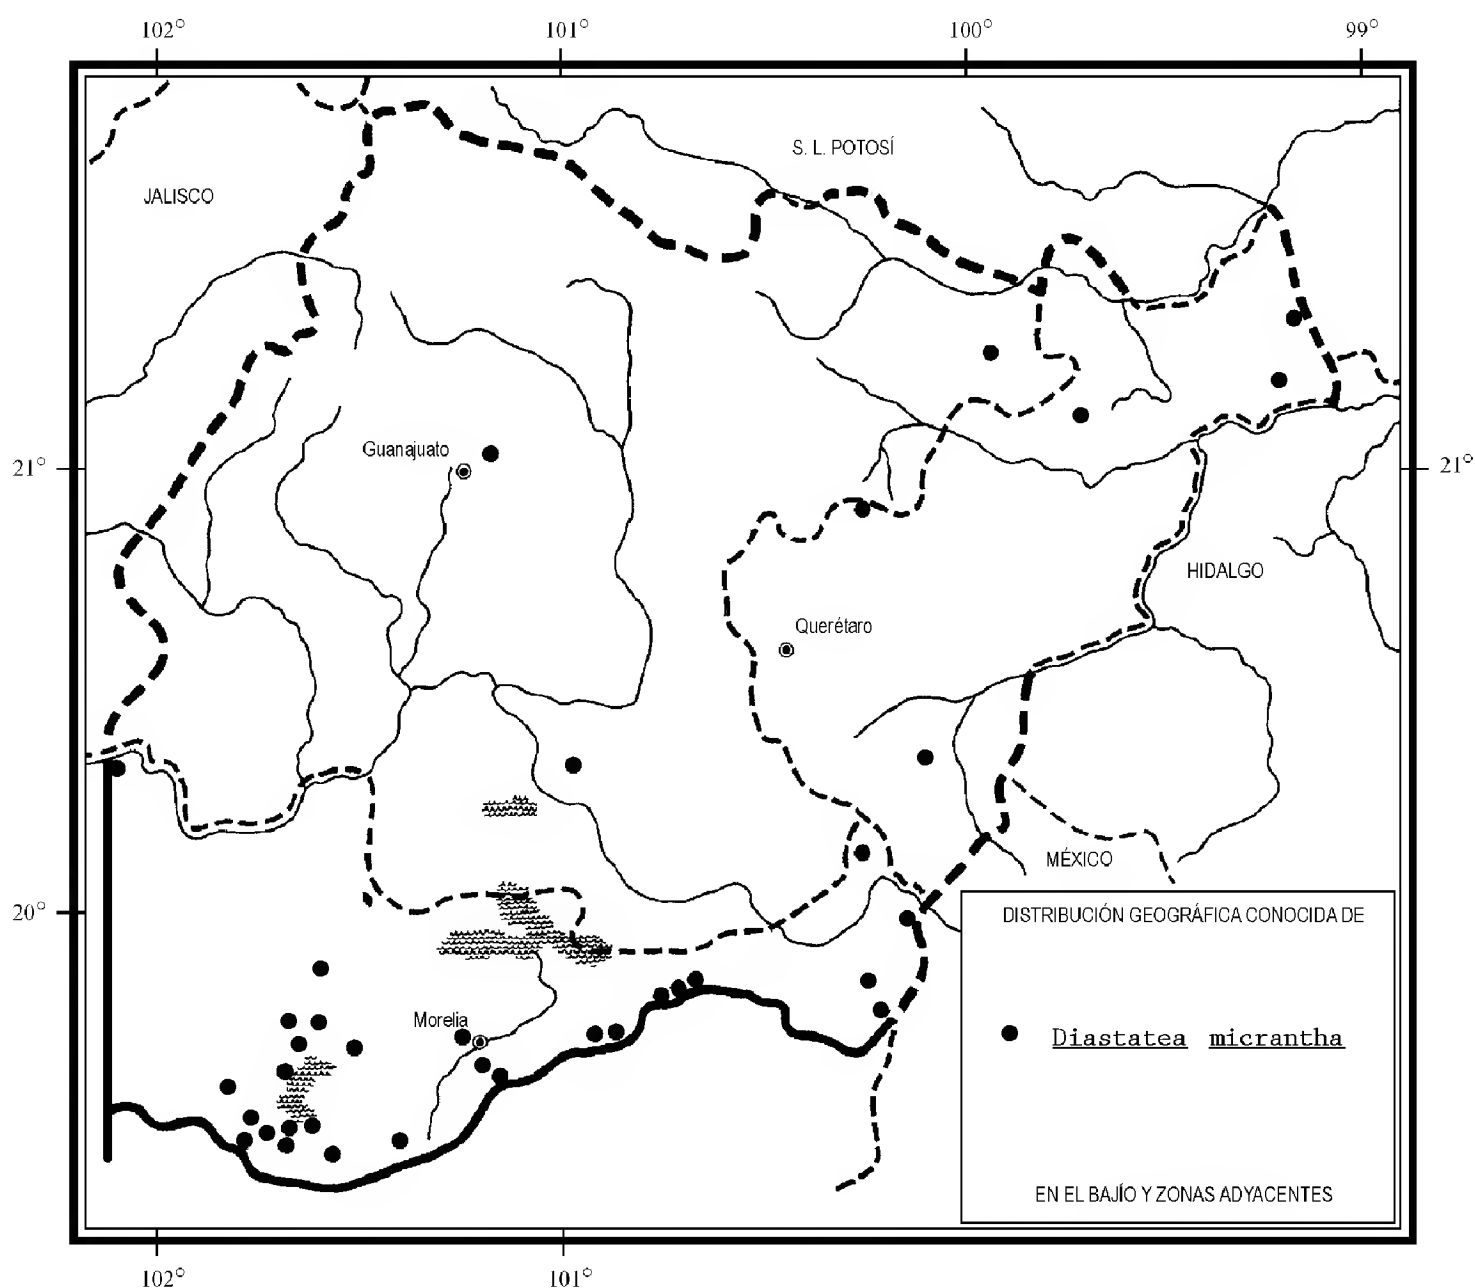 102° 101° 100° 99°
S. L. POTOSÍ
JALISCO
Guanajuato
21° 21°
HIDALGO
Querétaro
MÉXICO
20°
DISTRIBUCIÓN GEOGRÁFICA CONOCIDA DE
Morelia
Diastatea micrantha
EN EL BAJÍO Y ZONAS ADYACENTES
102° 101°